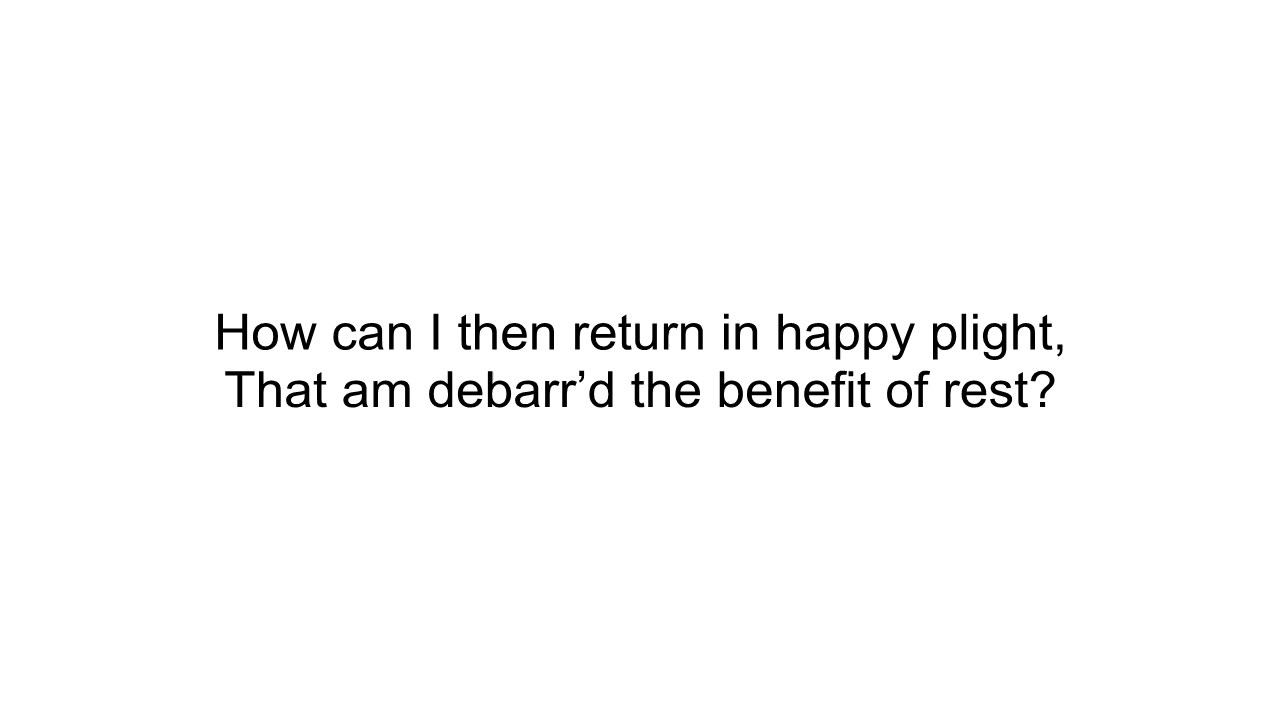 How can I then return in happy plight,
That am debarr’d the benefit of rest?